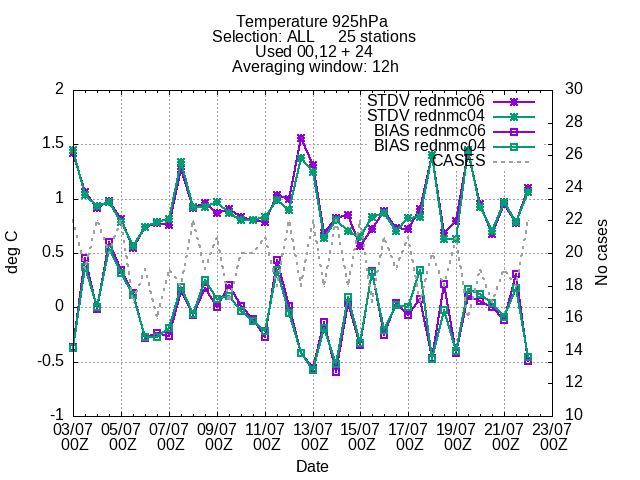 Temperature 925hPa
Selection: ALL 25 stations
Used 00,12 + 24
Averaging window: 12h
STDV rednmc06
STDV rednmc04
BIAS rednmc06
BIAS rednmc04
CASES
2
1.5
1
0.5
0
-0.5
-1
deg C
30
28
26
24
22
20
18
16
14
12
10
No cases
03/07 05/07 07/07 09/07 11/07 13/07 15/07 17/07 19/07 21/07 23/07
00Z 00Z 00Z 00Z 00Z 00Z 00Z 00Z 00Z 00Z 00Z
Date